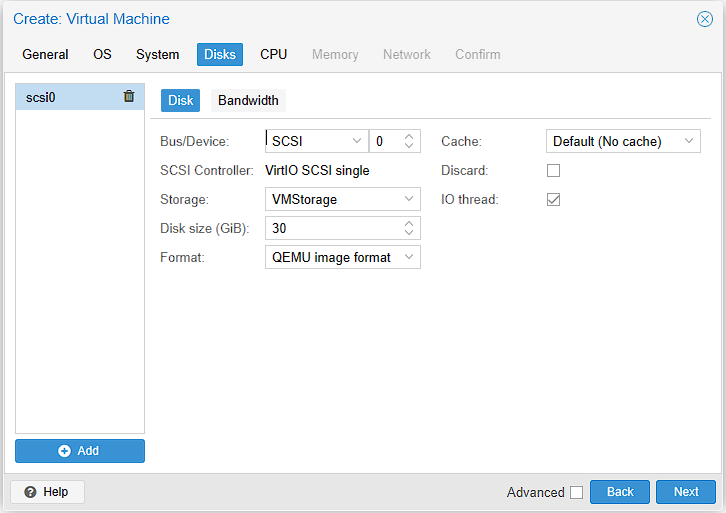 Create: Virtual Machine
General OS System Disks CPU Memory Network Confirm
scsi0
Disk Bandwidth
Bus/Device: SCSI 0 Cache: Default (No cache)
SCSI Controller: VirtIO SCSI single Discard:
Storage: VMStorage IO thread:
Disk size (GiB): 30
Format: QEMU image format
Add
Help Advanced Back Next